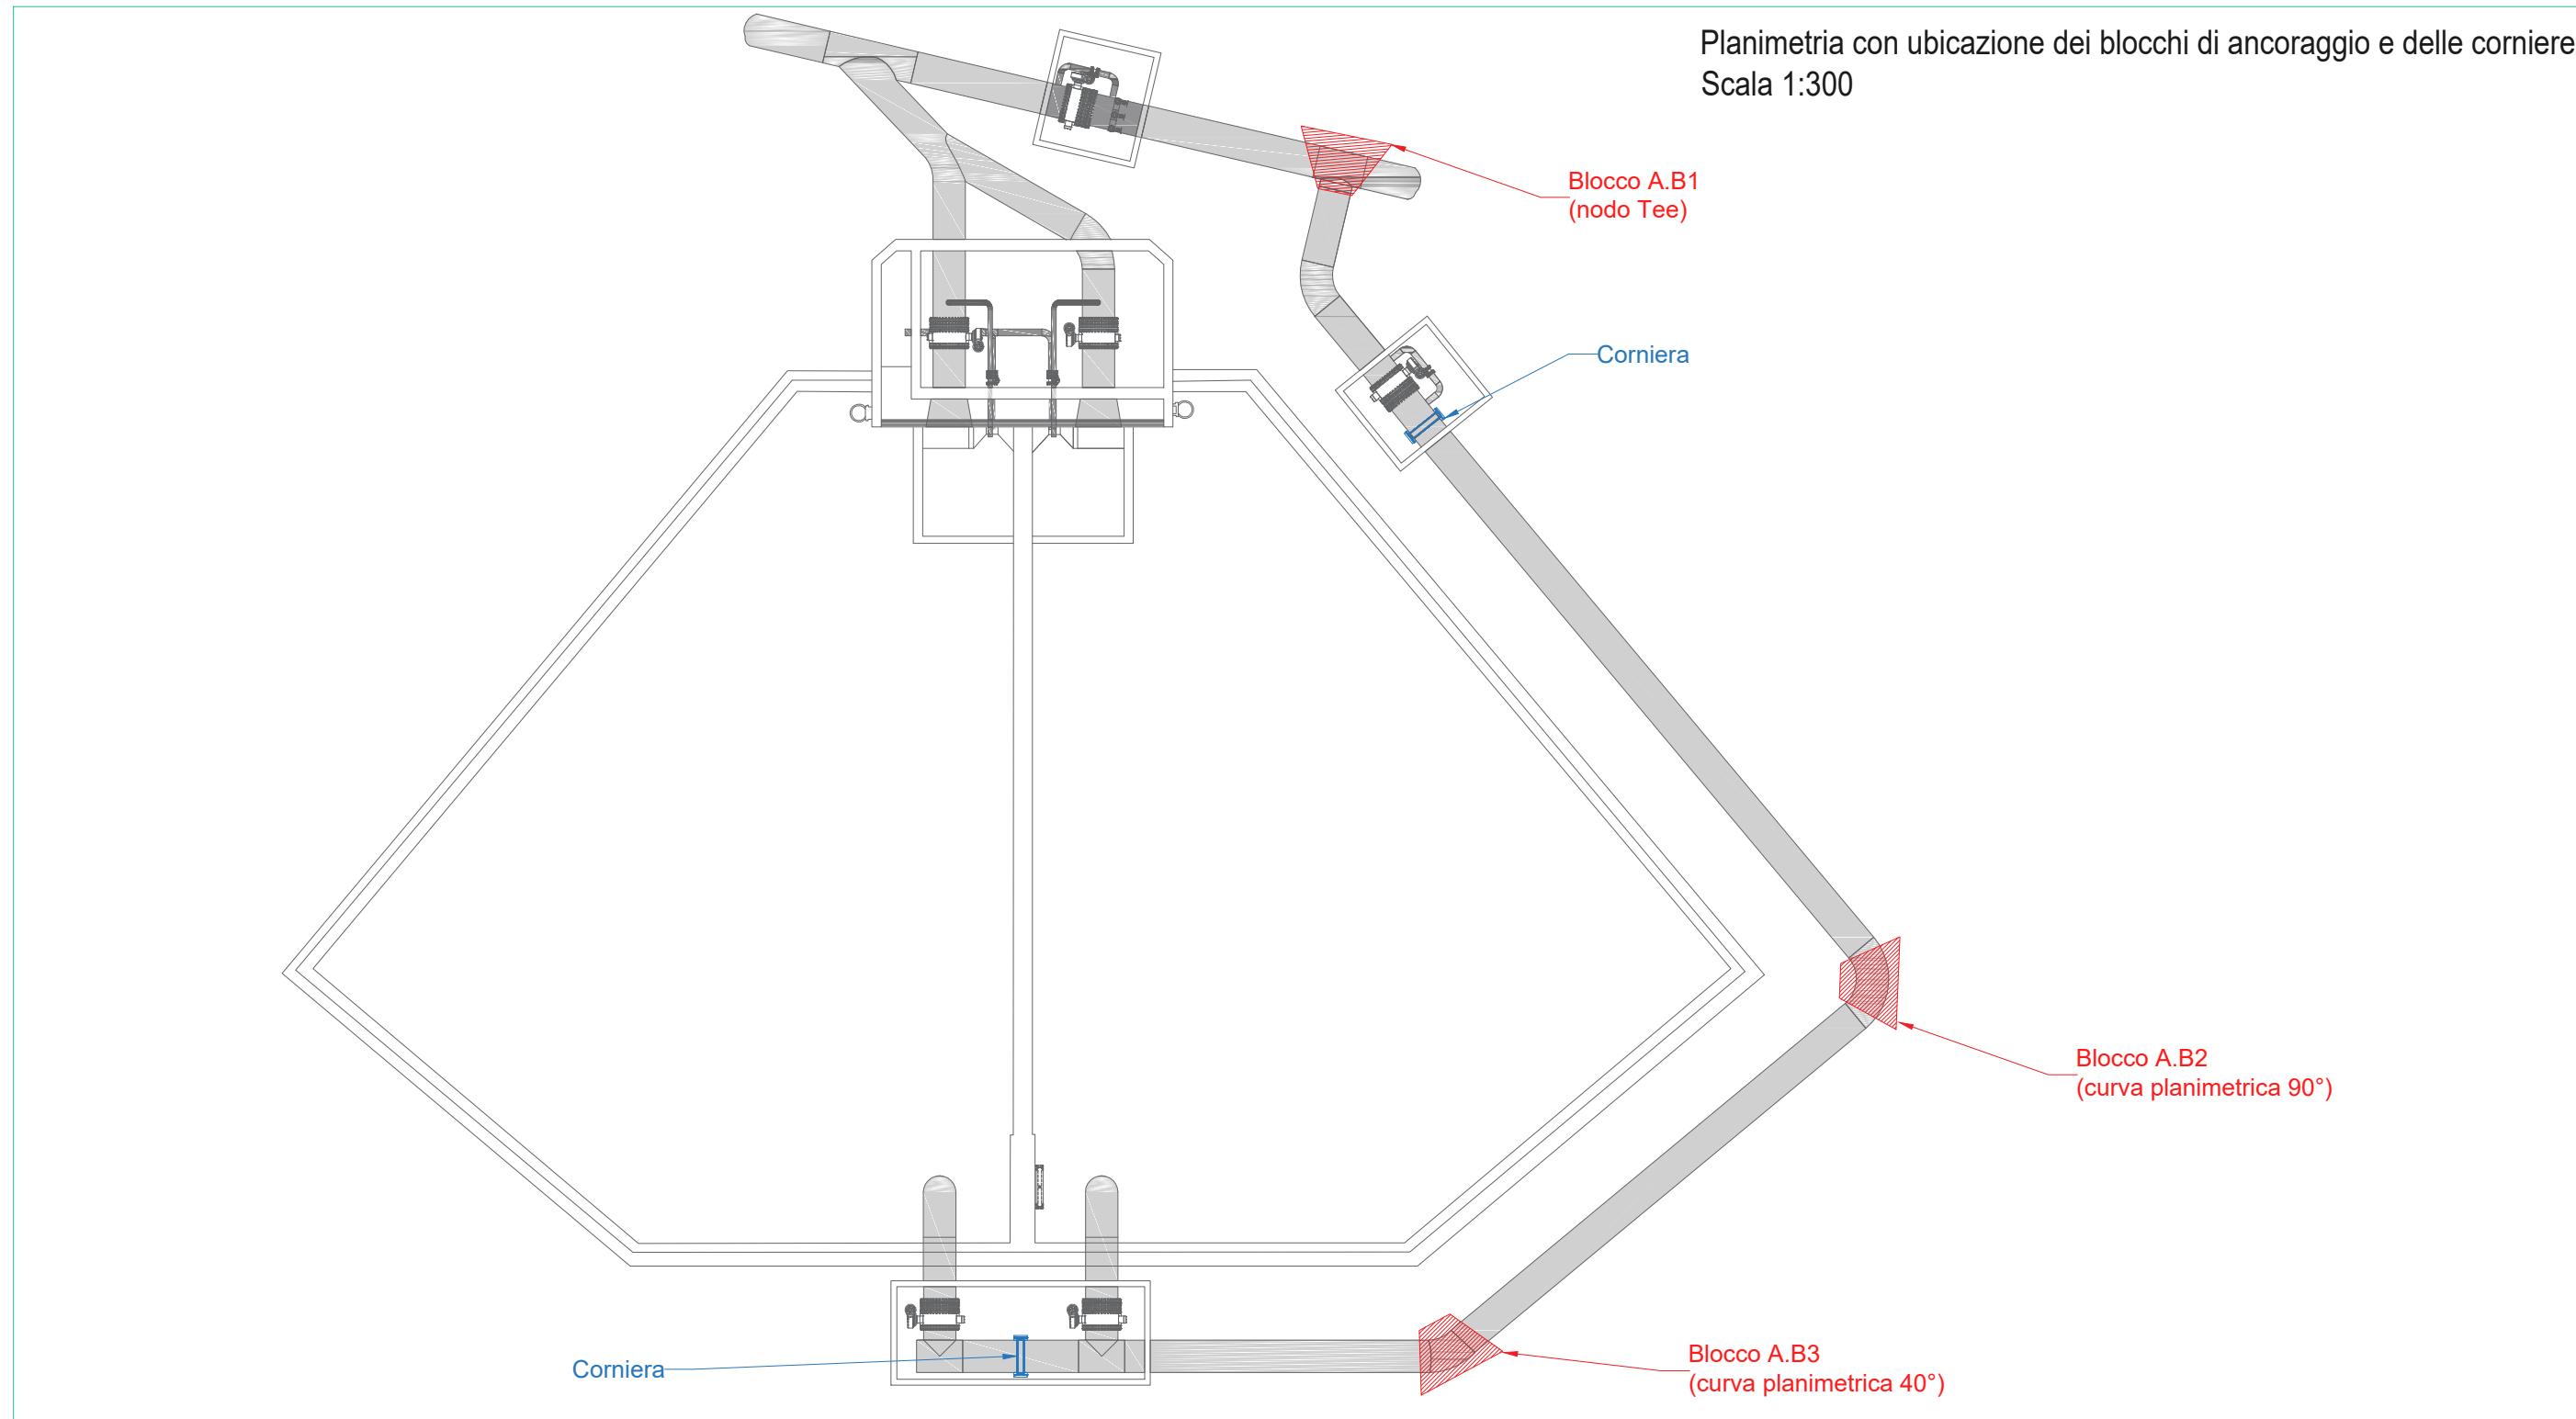 Planimetria con ubicazione dei blocchi di ancoraggio e delle corniere
Scala 1:300
Blocco A.B1
(nodo Tee)
Corniera
Blocco A.B2
(curva planimetrica 90°)
Blocco A.B3
(curva planimetrica 40°)
Corniera